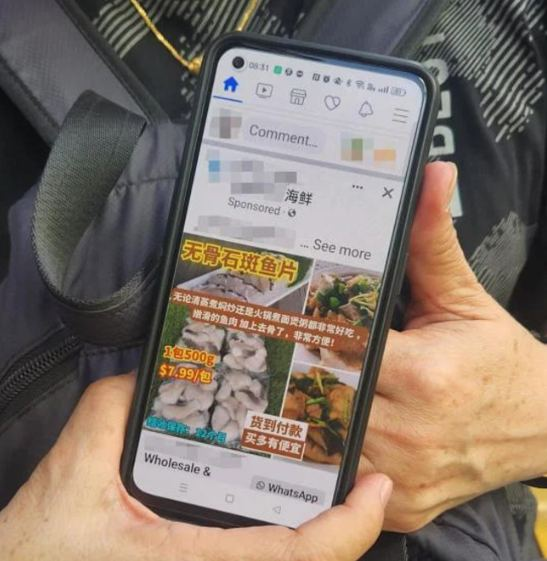 08:31
Comment...
海鲜
Sponsored ·
... See more
无骨石斑鱼片
无论清蒸煮焖炒还是火锅煮面煲粥都非常好吃，
嫩滑的鱼肉 加上去骨了，非常方便！
1包500g
$7.99/包
货到付款
买多有便宜
Wholesale &
WhatsApp